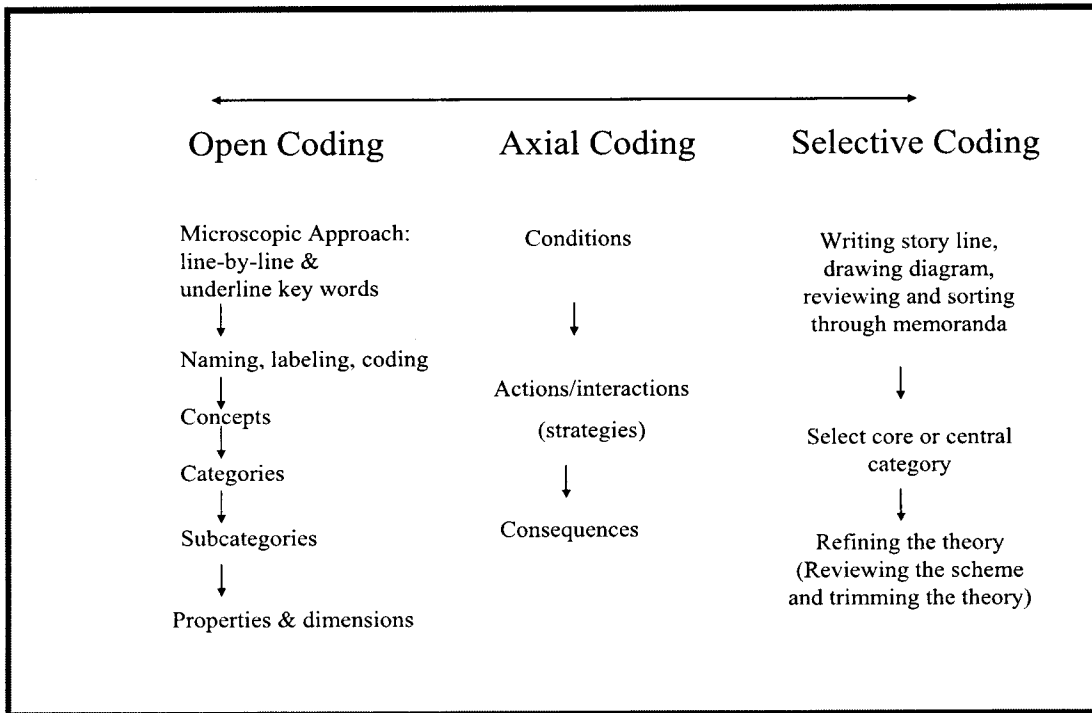 Open Coding
Microscopic Approach:
line-by-line &
underline key words
Naming, labeling, coding
Concepts
Categories
Subcategories
Properties & dimensions
Axial Coding
Conditions
Actions/interactions
(strategies)
Consequences
Selective Coding
Writing story line,
drawing diagram,
reviewing and sorting
through memoranda
Select core or central
category
Refining the theory
(Reviewing the scheme
and trimming the theory)